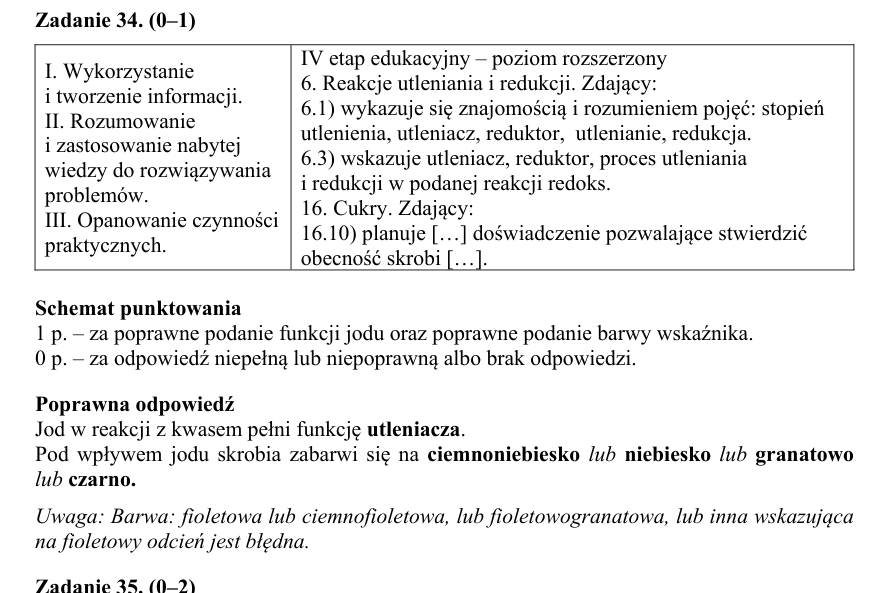 Zadanie 34. (0–1)
I. Wykorzystanie
i tworzenie informacji.
II. Rozumowanie
i zastosowanie nabytej
wiedzy do rozwiązywania
problemów.
III. Opanowanie czynności
praktycznych.
IV etap edukacyjny – poziom rozszerzony
6. Reakcje utleniania i redukcji. Zdający:
6.1) wykazuje się znajomością i rozumieniem pojęć: stopień
utlenienia, utleniacz, reduktor, utlenianie, redukcja.
6.3) wskazuje utleniacz, reduktor, proces utleniania
i redukcji w podanej reakcji redoks.
16. Cukry. Zdający:
16.10) planuje […] doświadczenie pozwalające stwierdzić
obecność skrobi […].
Schemat punktowania
1 p. – za poprawne podanie funkcji jodu oraz poprawne podanie barwy wskaźnika.
0 p. – za odpowiedź niepełną lub niepoprawną albo brak odpowiedzi.
Poprawna odpowiedź
Jod w reakcji z kwasem pełni funkcję utleniacza.
Pod wpływem jodu skrobia zabarwi się na ciemnoniebiesko lub niebiesko lub granatowo
lub czarno.
Uwaga: Barwa: fioletowa lub ciemnofioletowa, lub fioletowogranatowa, lub inna wskazująca
na fioletowy odcień jest błędna.
Zadanie 35. (0–2)